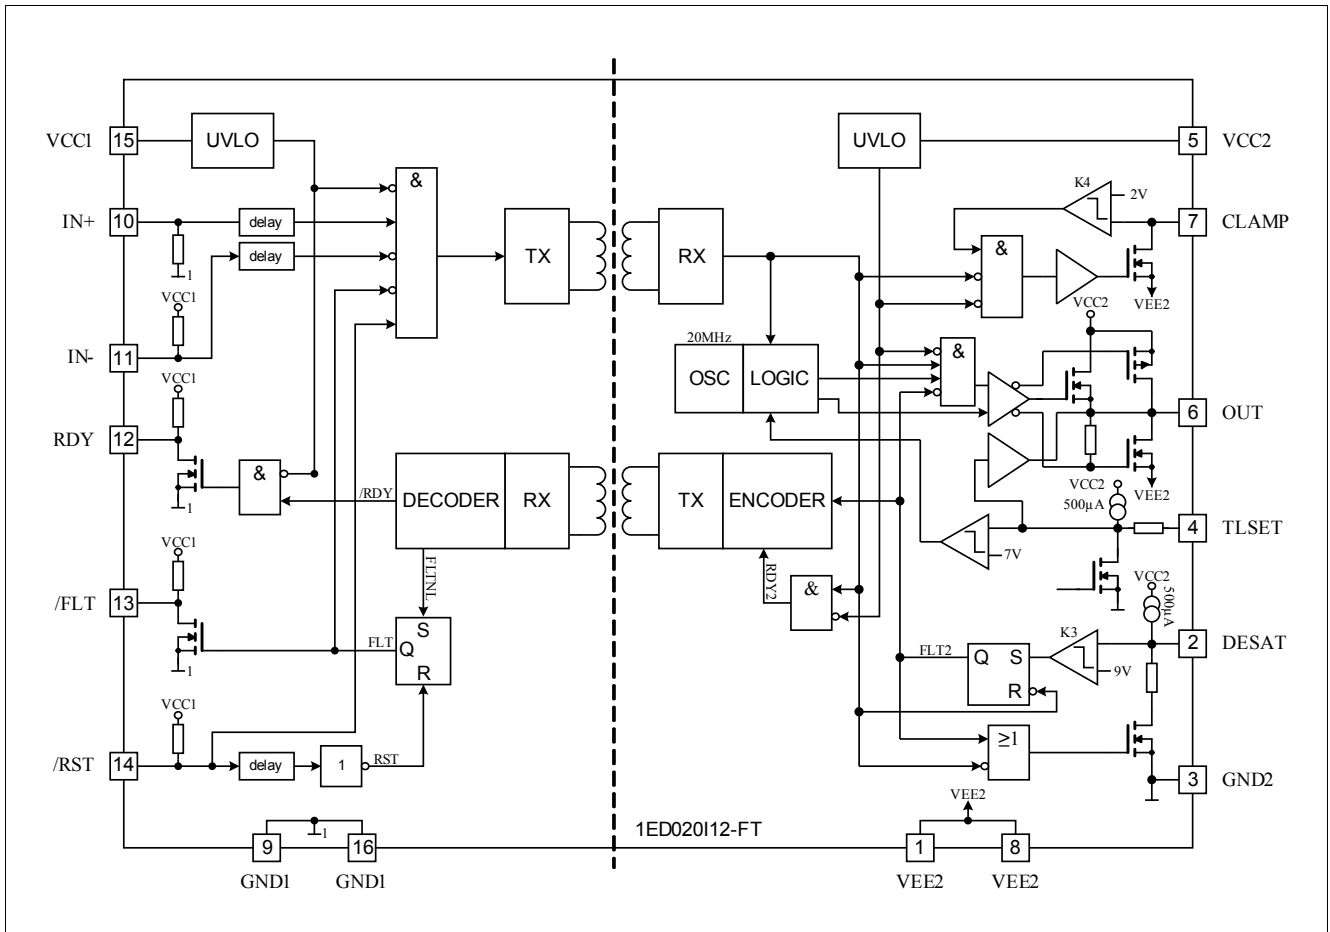 VCC1
15
UVLO
UVLO
5
VCC2
&
K4
2V
IN+
10
delay
7
CLAMP
1
delay
TX
RX
&
VCC1
VEE2
VCC2
20MHz
&
IN-
11
OSC
LOGIC
VCC1
6
OUT
RDY
12
&
/RDY
DECODER
RX
TX
ENCODER
VCC2
VEE2
500µA
1
4
TLSET
7V
VCC1
FLTNL
RDY2
&
VCC2
500µA
/FLT
13
S
FLT
Q
R
FLT2
Q
S
R
K3
9V
2
DESAT
1
VCC1
≥1
/RST
14
delay
1
RST
3
GND2
VEE2
1
1ED020I12-FT
9
16
1
8
GND1
GND1
VEE2
VEE2